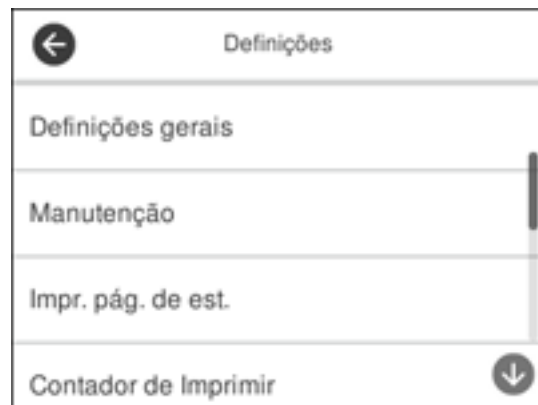 Definições
Definições gerais
Manutenção
Impr. pág. de est.
Contador de Imprimir